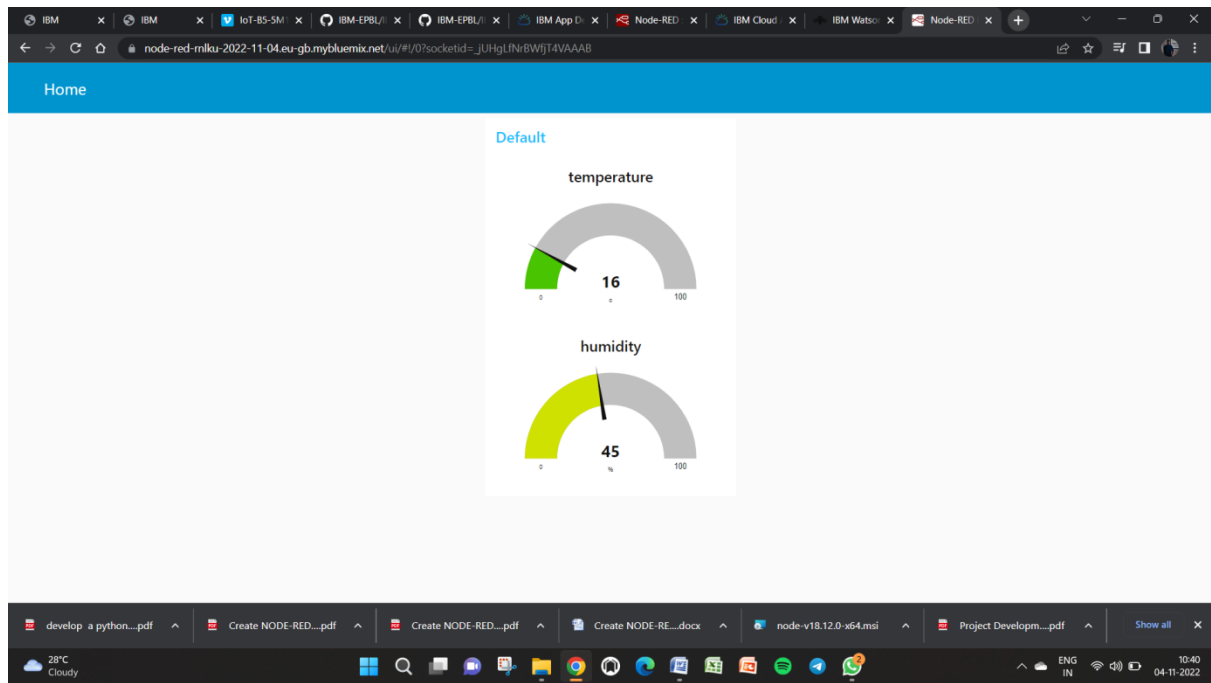 IBM
IBM
IoT-B5-5M1
IBM-EPBL/I
IBM-EPBL/I
IBM App De
Node-RED
IBM Cloud
IBM Watson
Node-RED
node-red-rnlku-2022-11-04.eu-gb.mybluemix.net/ui/#!/0?socketid=_jUHgLfNrBWfjT4VAAAB
Home
Default
temperature
16
0
c
100
humidity
45
0
%
100
develop a python....pdf
Create NODE-RED....pdf
Create NODE-RED....pdf
Create NODE-RE....docx
node-v18.12.0-x64.msi
Project Developm....pdf
Show all
28°C
Cloudy
2
ENG
IN
10:40
04-11-2022